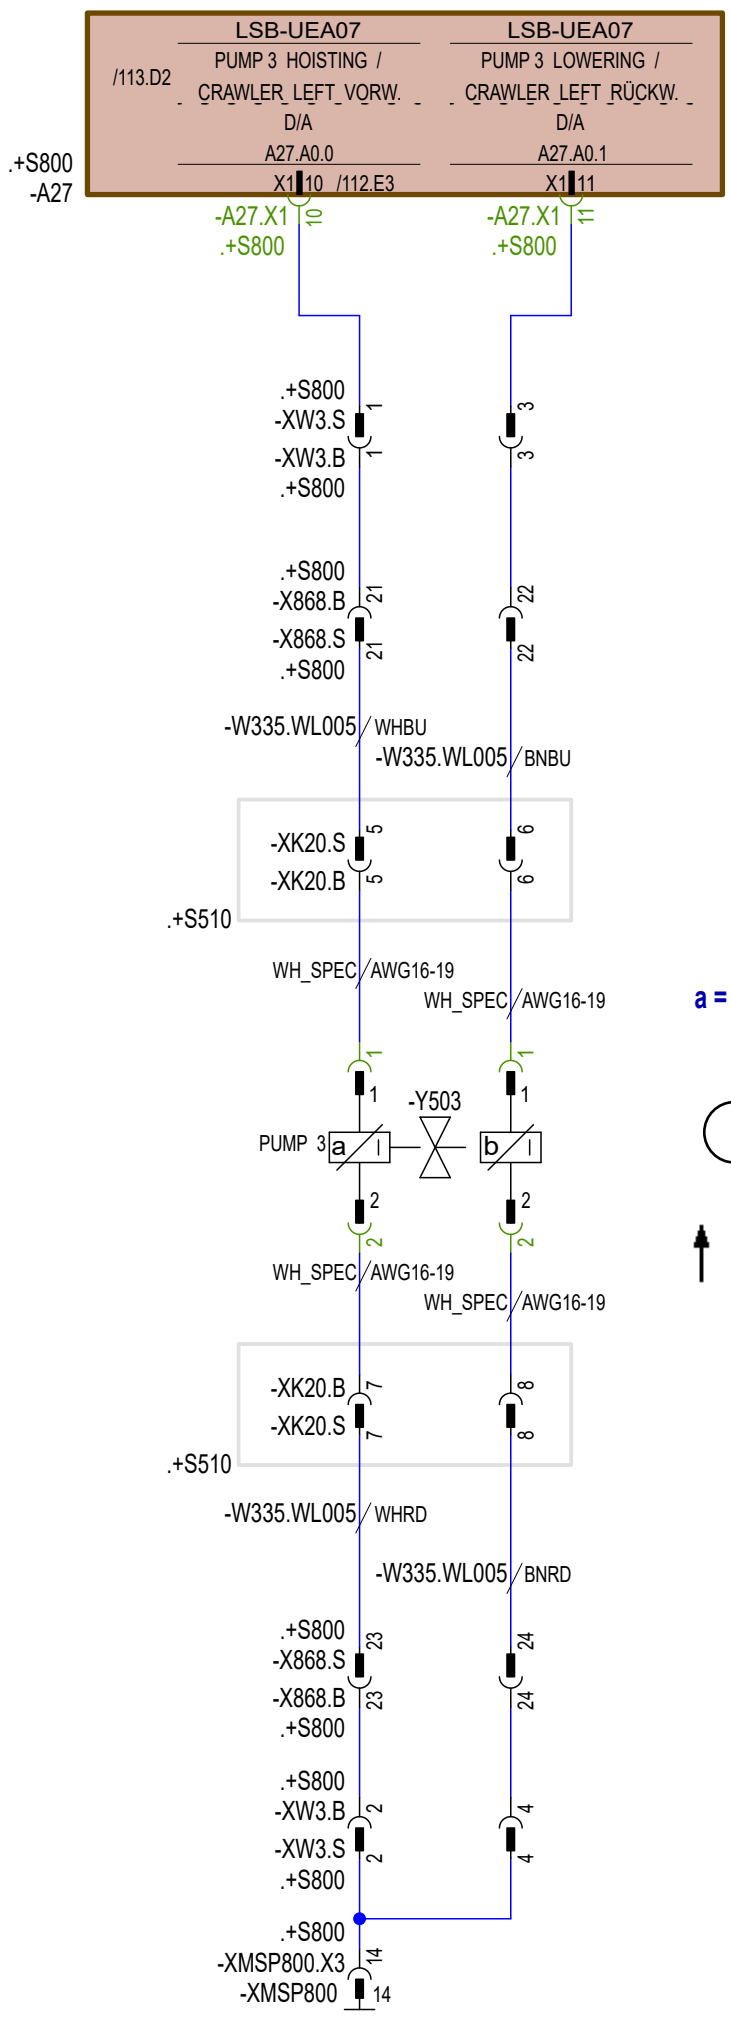 LSB-UEA07 LSB-UEA07
PUMP 3 HOISTING / PUMP 3 LOWERING /
/113.D2
CRAWLER LEFT VORW. CRAWLER LEFT RÜCKW.
D/A D/A
A27.A0.0 A27.A0.1
.+S800
-A27
X1 10 /112.E3 X1 11
-A27.X1 10 -A27.X1 11
.+S800 .+S800
.+S800
-XW3.S 1 3
-XW3.B 1 3
.+S800
.+S800
-X868.B 21 22
-X868.S 21 22
.+S800
-W335.WL005 WHBU
-W335.WL005 BNBU
-XK20.S 5 6
-XK20.B 5 6
.+S510
WH_SPEC AWG16-19
WH_SPEC AWG16-19
a =
1 1
1 1
-Y503
PUMP 3 a I b I
2 2
2 2
WH_SPEC AWG16-19
WH_SPEC AWG16-19
-XK20.B 7 8
-XK20.S 7 8
.+S510
-W335.WL005 WHRD
-W335.WL005 BNRD
.+S800
-X868.S 23 24
-X868.B 23 24
.+S800
.+S800
-XW3.B 2 4
-XW3.S 2 4
.+S800
.+S800
-XMSP800.X3 14
-XMSP800 14